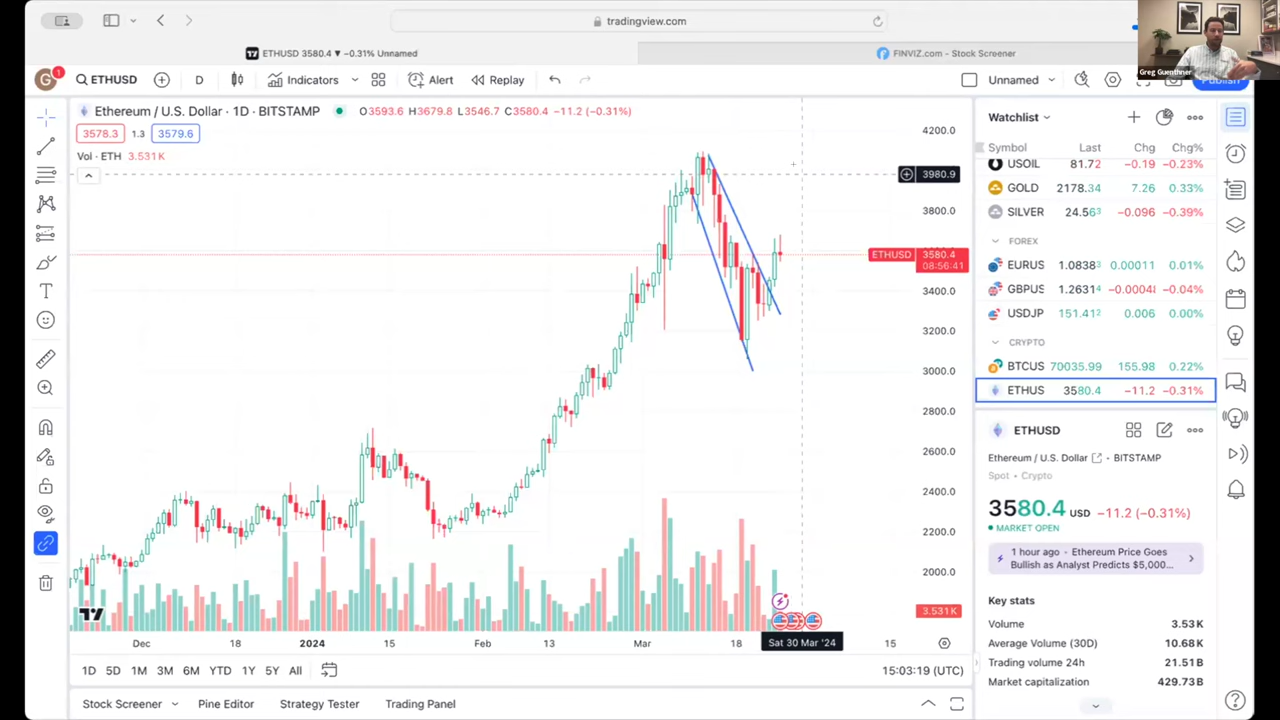 tradingview.com
ETHUSD 3580.4 ▼ −0.31% Unnamed
FINVIZ.com - Stock Screener
Greg Guenthner
G 1 ETHUSD D Indicators Alert Replay Unnamed Publish
Ethereum / U.S. Dollar · 1D · BITSTAMP O3593.6 H3679.8 L3546.7 C3580.4 −11.2 (−0.31%)
3578.3 1.3 3579.6
Vol · ETH 3.531K
4200.0
3980.9
3800.0
ETHUSD 3580.4
08:56:41
3400.0
3200.0
3000.0
2800.0
2600.0
2400.0
2200.0
2000.0
3.531K
Dec 18 2024 15 Feb 13 Mar 18 Sat 30 Mar '24 15
1D 5D 1M 3M 6M YTD 1Y 5Y All 15:03:19 (UTC)
Stock Screener Pine Editor Strategy Tester Trading Panel
Watchlist
Symbol Last Chg Chg%
USOIL 81.72 −0.19 −0.23%
GOLD 2178.34 7.26 0.33%
SILVER 24.563 −0.096 −0.39%
FOREX
EURUS 1.08383 0.00011 0.01%
GBPUS 1.26314 −0.00048 −0.04%
USDJP 151.412 0.006 0.00%
CRYPTO
BTCUS 70035.99 155.98 0.22%
ETHUS 3580.4 −11.2 −0.31%
ETHUSD
Ethereum / U.S. Dollar · BITSTAMP
Spot · Crypto
3580.4 USD −11.2 (−0.31%)
MARKET OPEN
1 hour ago · Ethereum Price Goes
Bullish as Analyst Predicts $5,000...
Key stats
Volume 3.53K
Average Volume (30D) 10.68K
Trading volume 24h 21.51B
Market capitalization 429.73B